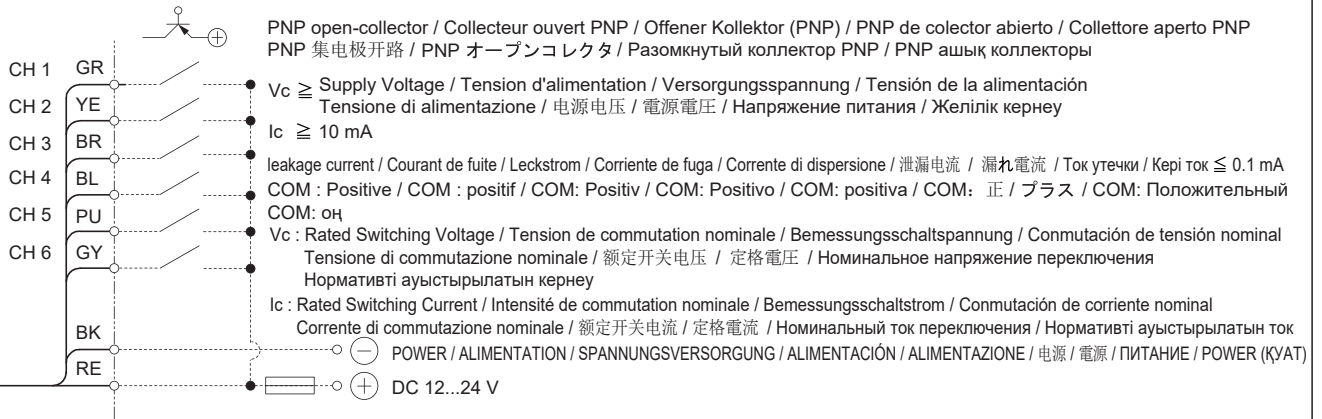 PNP open-collector / Collecteur ouvert PNP / Offener Kollektor (PNP) / PNP de colector abierto / Collettore aperto PNP
PNP 集电极开路 / PNP オープンコレクタ / Разомкнутый коллектор PNP / PNP ашық коллекторы
CH 1 GR
Vc ≧ Supply Voltage / Tension d'alimentation / Versorgungsspannung / Tensión de la alimentación
Tensione di alimentazione / 电源电压 / 電源電圧 / Напряжение питания / Желілік кернеу
CH 2 YE
Ic ≧ 10 mA
CH 3 BR
leakage current / Courant de fuite / Leckstrom / Corriente de fuga / Corrente di dispersione / 泄漏电流 / 漏れ電流 / Ток утечки / Кері ток ≦ 0.1 mA
CH 4 BL
COM : Positive / COM : positif / COM: Positiv / COM: Positivo / COM: positiva / COM：正 / プラス / COM: Положительный
COM: оң
CH 5 PU
Vc : Rated Switching Voltage / Tension de commutation nominale / Bemessungsschaltspannung / Conmutación de tensión nominal
Tensione di commutazione nominale / 额定开关电压 / 定格電圧 / Номинальное напряжение переключения
Нормативті ауыстырылатын кернеу
CH 6 GY
Ic : Rated Switching Current / Intensité de commutation nominale / Bemessungsschaltstrom / Conmutación de corriente nominal
Corrente di commutazione nominale / 额定开关电流 / 定格電流 / Номинальный ток переключения / Нормативті ауыстырылатын ток
BK
POWER / ALIMENTATION / SPANNUNGSVERSORGUNG / ALIMENTACIÓN / ALIMENTAZIONE / 电源 / 電源 / ПИТАНИЕ / POWER (ҚУАТ)
RE
DC 12...24 V